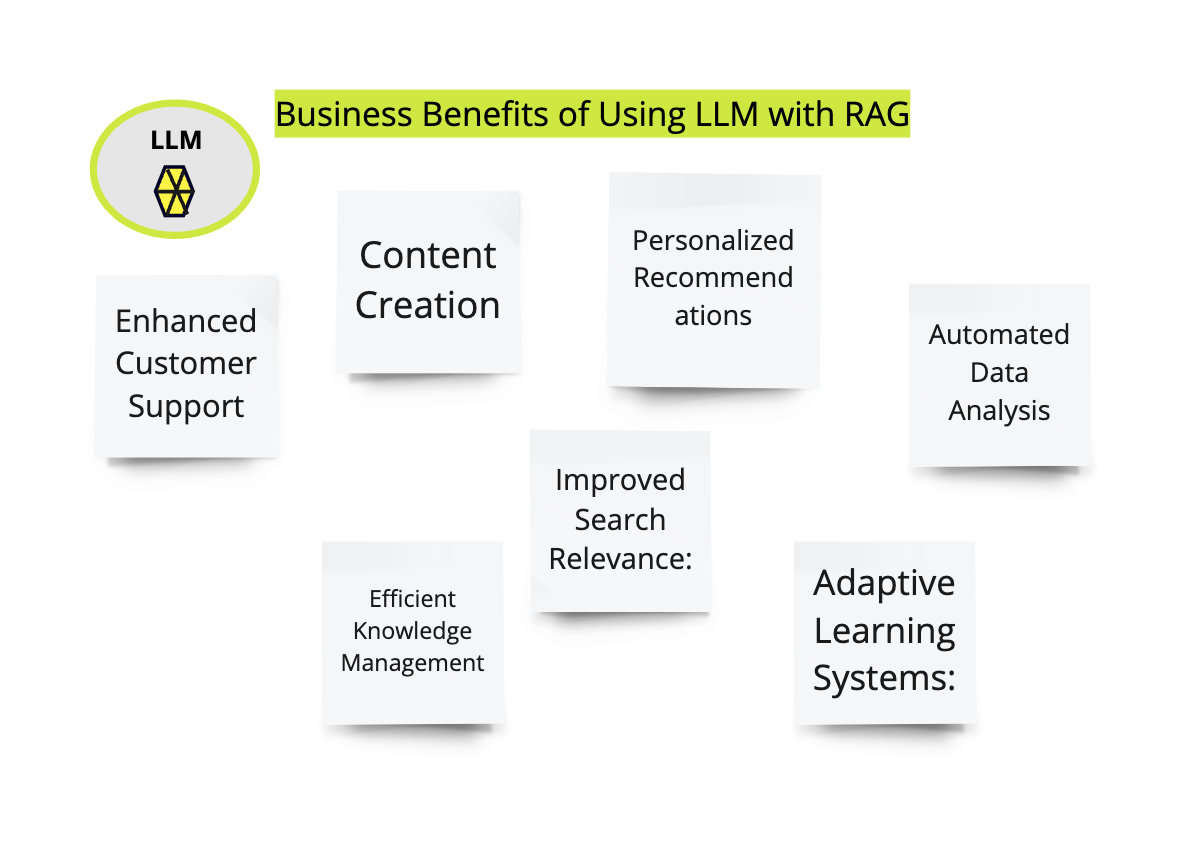 Business Benefits of Using LLM with RAG
LLM
Content
Creation
Personalized
Recommend
ations
Enhanced
Customer
Support
Automated
Data
Analysis
Improved
Search
Relevance:
Efficient
Knowledge
Management
Adaptive
Learning
Systems: